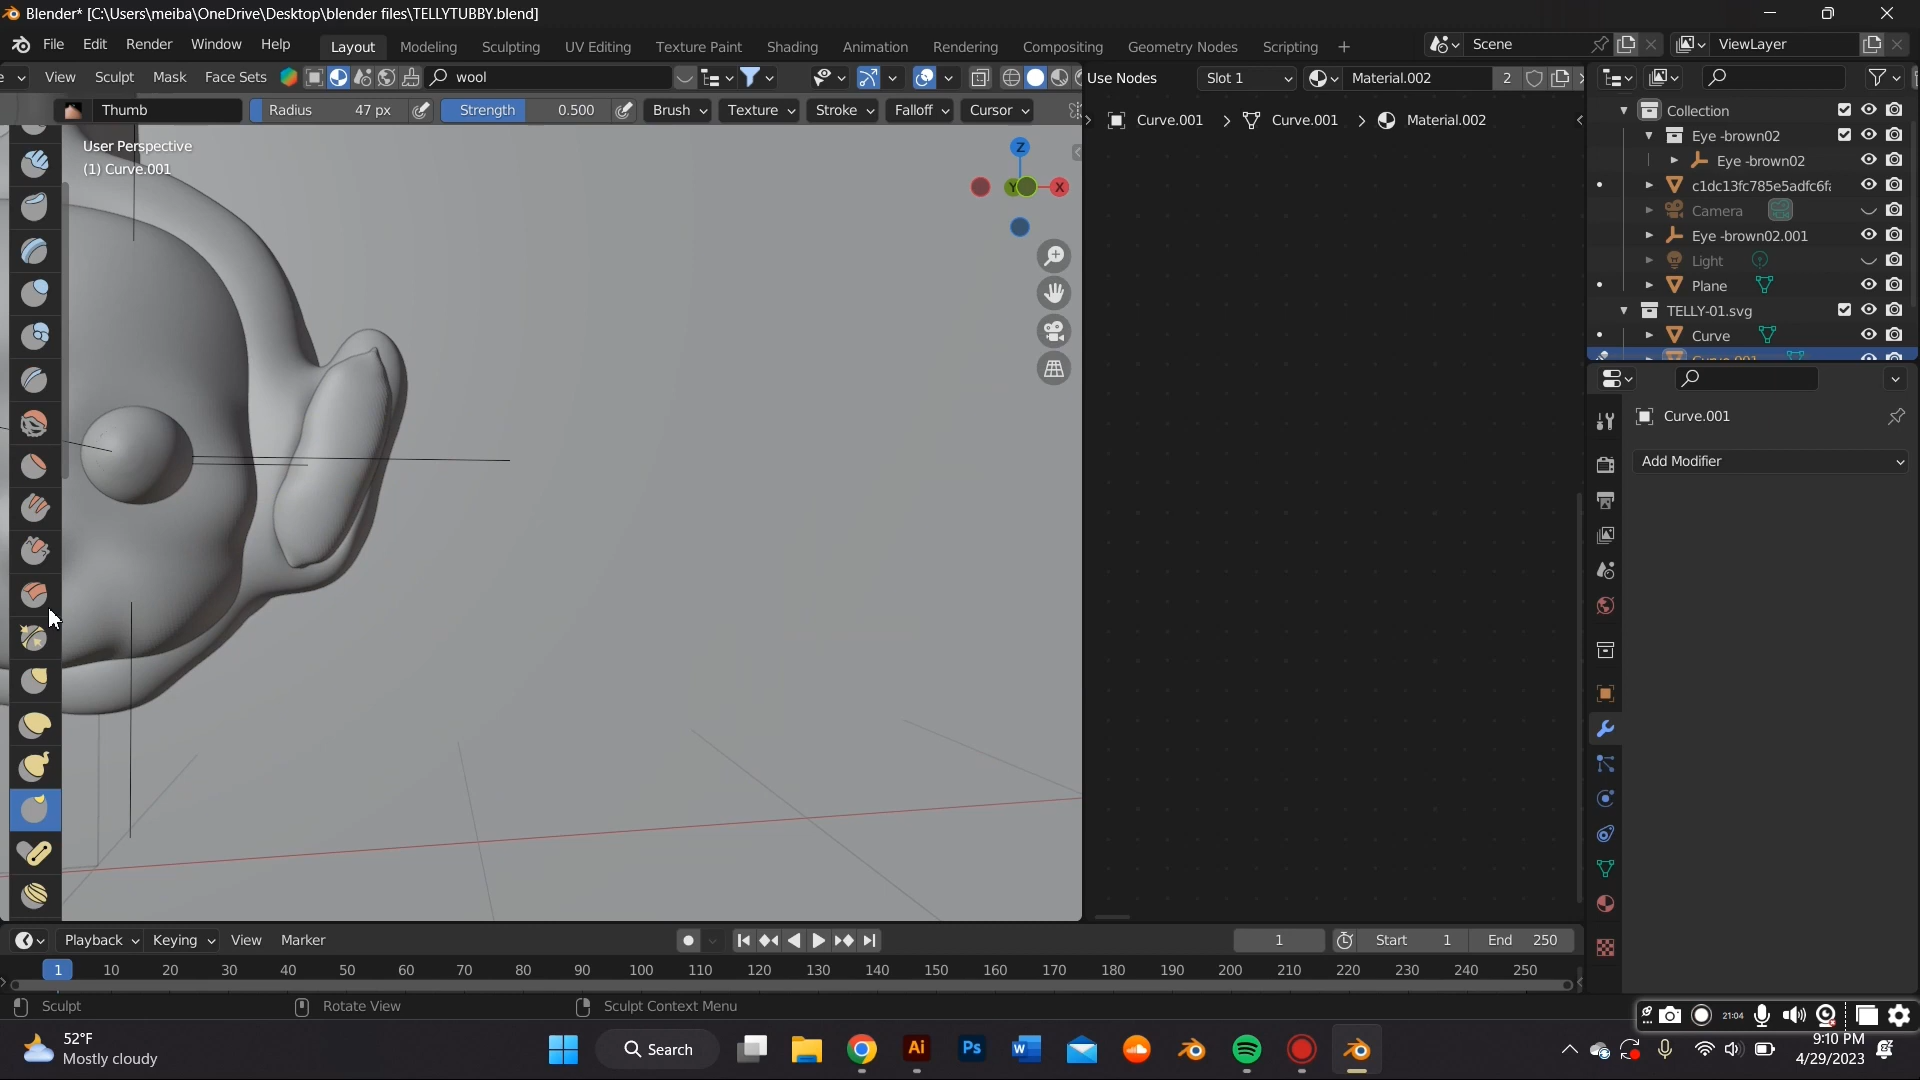 Blender* [C:\Users\meiba\OneDrive\Desktop\blender files\TELLYTUBBY.blend]
File Edit Render Window Help Layout Modeling Sculpting UV Editing Texture Paint Shading Animation Rendering Compositing Geometry Nodes Scripting + Scene ViewLayer
View Sculpt Mask Face Sets wool Use Nodes Slot 1 Material.002 2
Thumb Radius 47 px Strength 0.500 Brush Texture Stroke Falloff Cursor
Curve.001 > Curve.001 > Material.002
User Perspective
(1) Curve.001
Z
Y
X
Collection
Eye -brown02
Eye -brown02
c1dc13fc785e5adfc6f
Camera
Eye -brown02.001
Light
Plane
TELLY-01.svg
Curve
Curve.001
Curve.001
Add Modifier
Playback Keying View Marker 1 Start 1 End 250
1 10 20 30 40 50 60 70 80 90 100 110 120 130 140 150 160 170 180 190 200 210 220 230 240 250
Sculpt Rotate View Sculpt Context Menu
21:04
52°F
Mostly cloudy
Search
Ai
Ps
W
9:10 PM
4/29/2023